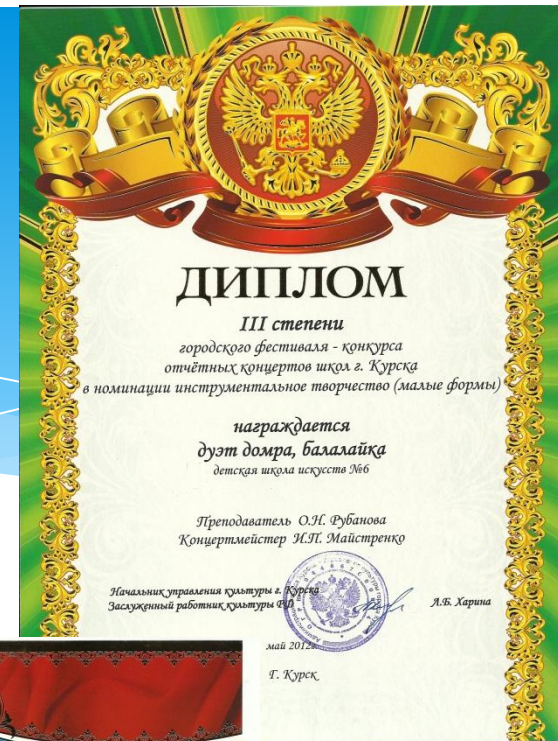 ДИПЛОМ
III степени
городского фестиваля - конкурса
отчётных концертов школ г. Курска
в номинации инструментальное творчество (малые формы)
награждается
дуэт домра, балалайка
детская школа искусств №6
Преподаватель О.Н. Рубанова
Концертмейстер И.П. Майстренко
Начальник управления культуры г. Курска
Заслуженный работник культуры РФ А.Б. Харина
май 2012г.
Г. Курск